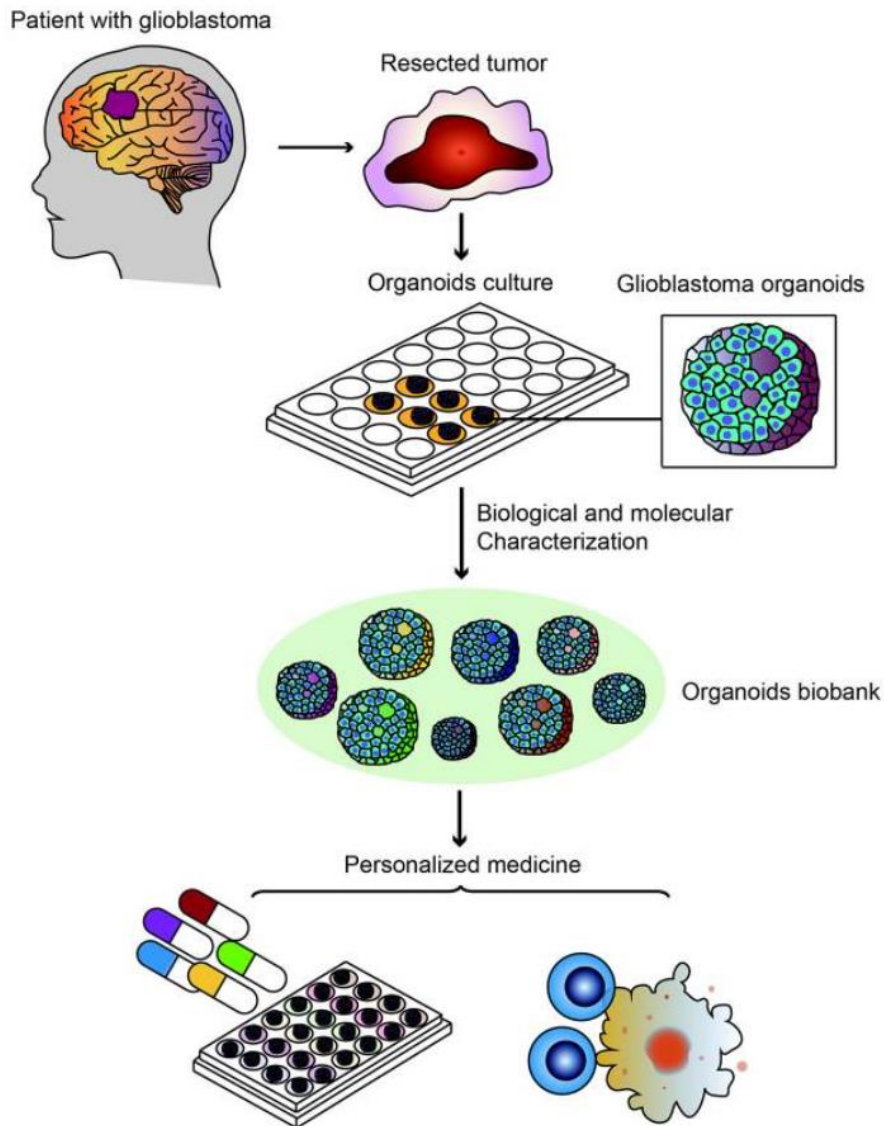 Patient with glioblastoma
Resected tumor
Organoids culture
Glioblastoma organoids
Biological and molecular
Characterization
Organoids biobank
Personalized medicine